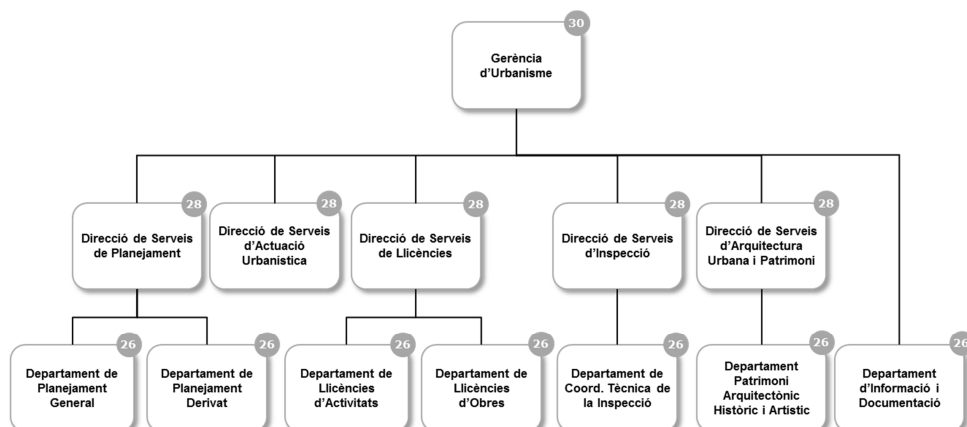 30
Gerència
d’Urbanisme
28
Direcció de Serveis
de Planejament
28
Direcció de Serveis
d’Actuació
Urbanística
28
Direcció de Serveis
de Llicències
28
Direcció de Serveis
d’Inspecció
28
Direcció de Serveis
d’Arquitectura
Urbana i Patrimoni
26
Departament de
Planejament
General
26
Departament de
Planejament
Derivat
26
Departament de
Llicències
d’Activitats
26
Departament de
Llicències
d’Obres
26
Departament de
Coord. Tècnica de
la Inspecció
26
Departament
Patrimoni
Arquitectònic
Històric i Artístic
26
Departament
d’Informació i
Documentació